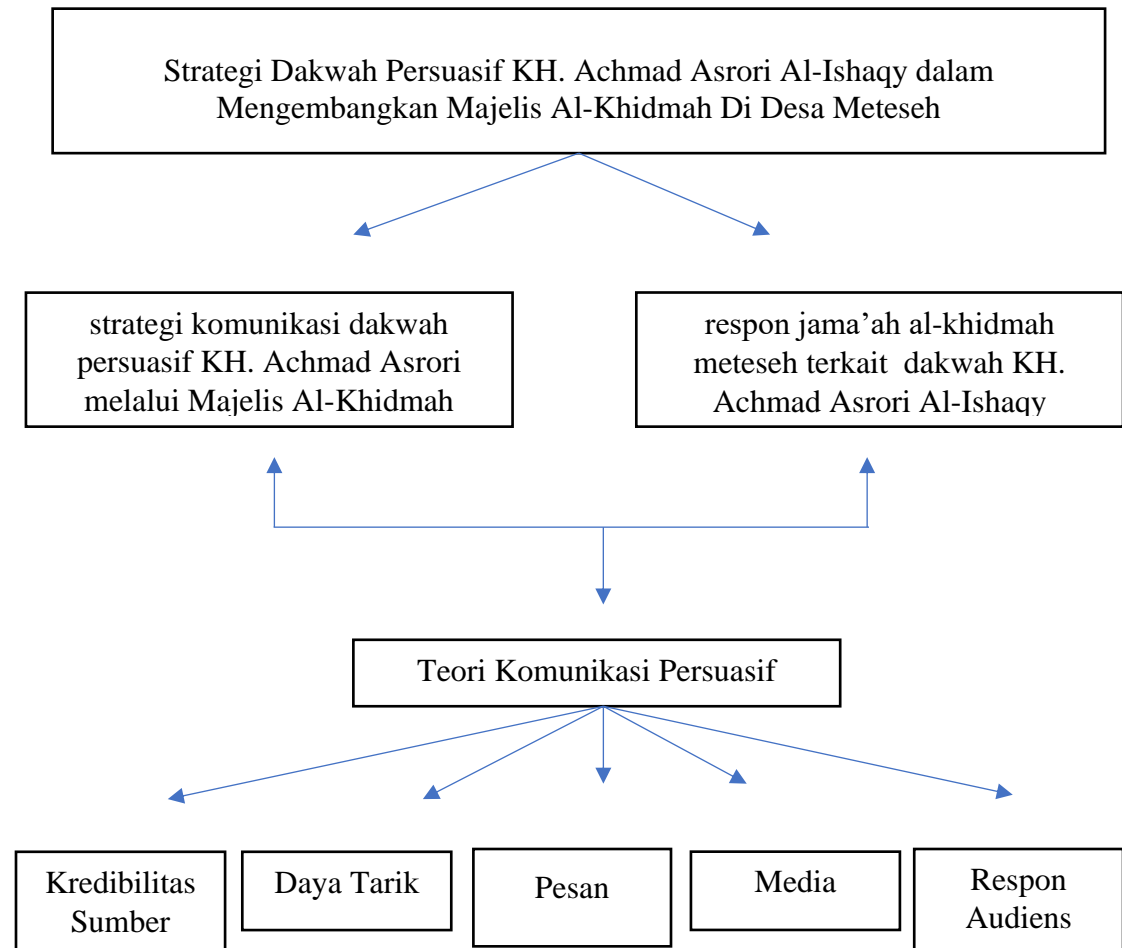 Strategi Dakwah Persuasif KH. Achmad Asrori Al-Ishaqy dalam
Mengembangkan Majelis Al-Khidmah Di Desa Meteseh
strategi komunikasi dakwah
persuasif KH. Achmad Asrori
melalui Majelis Al-Khidmah
respon jama’ah al-khidmah
meteseh terkait  dakwah KH.
Achmad Asrori Al-Ishaqy
Teori Komunikasi Persuasif
Kredibilitas
Sumber
Daya Tarik
Pesan
Media
Respon
Audiens